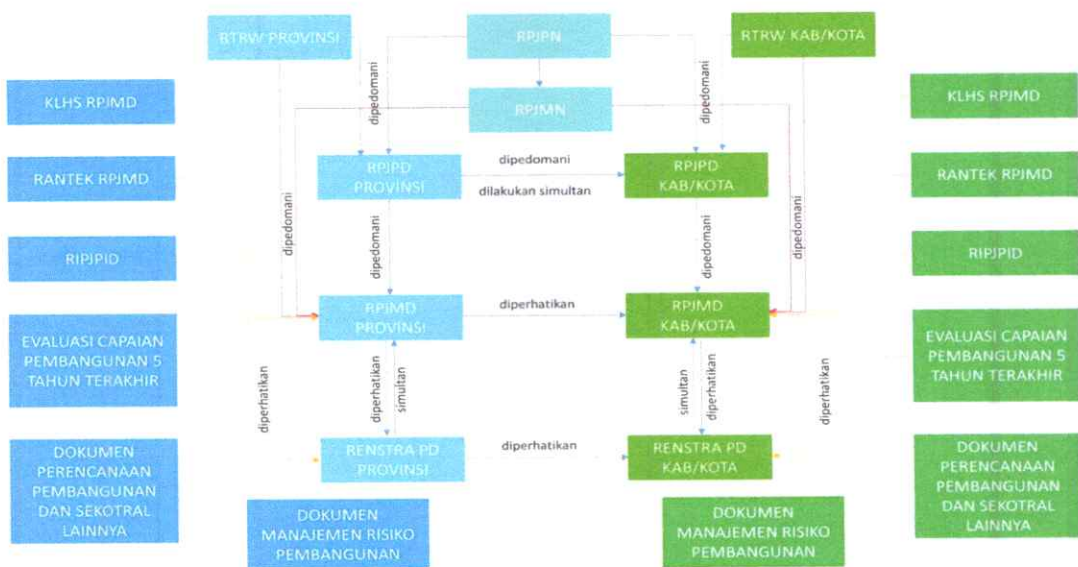 RTRW PROVINSI
RPJPN
RTRW KAB/KOTA
KLHS RPJMD
RPJMN
KLHS RPJMD
dipedomani
dipedomani
RANTEK RPJMD
RPJPD
PROVINSI
dipedomani
dilakukan simultan
RPJPD
KAB/KOTA
RANTEK RPJMD
dipedomani
dipedomani
dipedomani
dipedomani
RIPJPID
RIPJPID
RPJMD
PROVINSI
diperhatikan
RPJMD
KAB/KOTA
EVALUASI CAPAIAN
PEMBANGUNAN 5
TAHUN TERAKHIR
EVALUASI CAPAIAN
PEMBANGUNAN 5
TAHUN TERAKHIR
diperhatikan
diperhatikan
simultan
simultan
diperhatikan
diperhatikan
RENSTRA PD
PROVINSI
diperhatikan
RENSTRA PD
KAB/KOTA
DOKUMEN
PERENCANAAN
PEMBANGUNAN
DAN SEKOTRAL
LAINNYA
DOKUMEN
PERENCANAAN
PEMBANGUNAN
DAN SEKOTRAL
LAINNYA
DOKUMEN
MANAJEMEN RISIKO
PEMBANGUNAN
DOKUMEN
MANAJEMEN RISIKO
PEMBANGUNAN